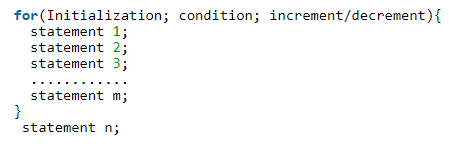 for(Initialization; condition; increment/decrement){
statement 1;
statement 2;
statement 3;
............
statement m;
}
statement n;